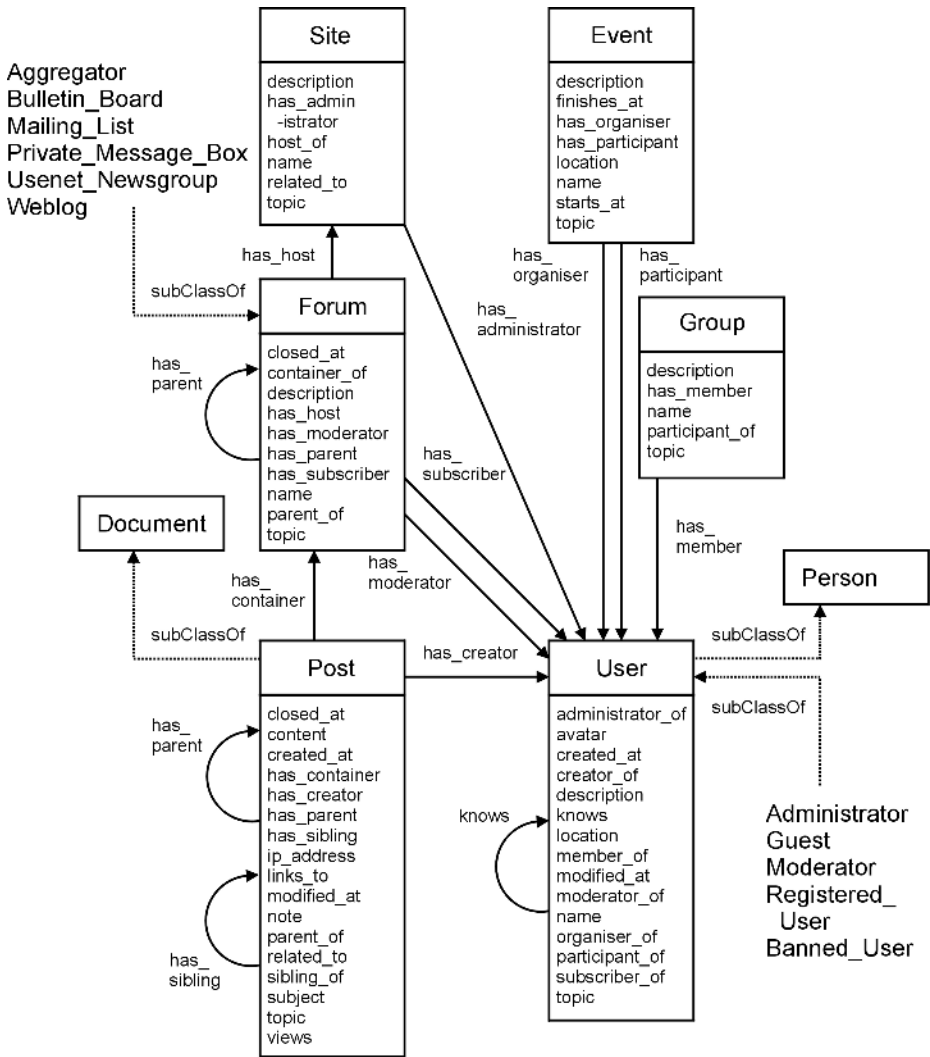 Site
description
has_admin
-istrator
host_of
name
related_to
topic
Event
description
finishes_at
has_organiser
has_participant
location
name
starts_at
topic
Aggregator
Bulletin_Board
Mailing_List
Private_Message_Box
Usenet_Newsgroup
Weblog
has_host
has_
organiser
has_
participant
has_
administrator
subClassOf
Forum
closed_at
container_of
description
has_host
has_moderator
has_parent
has_subscriber
name
parent_of
topic
has_
parent
Group
description
has_member
name
participant_of
topic
has_
subscriber
has_
moderator
has_
member
Document
Person
has_
container
subClassOf
subClassOf
subClassOf
Post
closed_at
content
created_at
has_container
has_creator
has_parent
has_sibling
ip_address
links_to
modified_at
note
parent_of
related_to
sibling_of
subject
topic
views
has_
parent
has_
sibling
has_creator
User
administrator_of
avatar
created_at
creator_of
description
knows
location
member_of
modified_at
moderator_of
name
organiser_of
participant_of
subscriber_of
topic
knows
Administrator
Guest
Moderator
Registered_
User
Banned_User